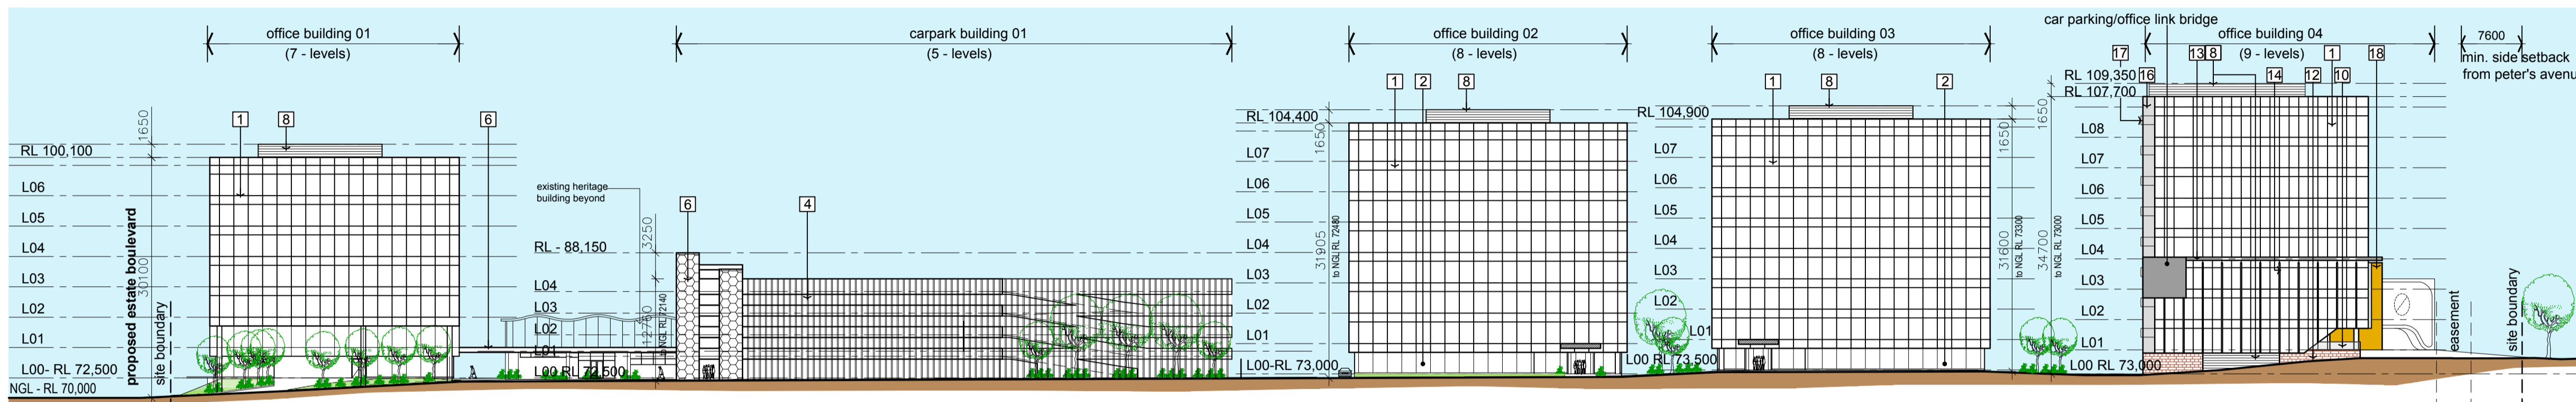 office building 01
(7 - levels)
1650
RL 100,100
1
8
6
L06
L05
L04
L03
L02
L01
L00- RL 72,500
NGL - RL 70,000
30100
proposed estate boulevard
site boundary
carpark building 01
(5 - levels)
existing heritage
building beyond
RL - 88,150
3250
6
4
L04
L03
L02
L01
L00 RL 72,500
12760
to NGL RL 72140
office building 02
(8 - levels)
1
2
8
RL 104,400
1650
L07
L06
L05
L04
L03
L02
L01
L00-RL 73,000
31905
to NGL RL 72480
office building 03
(8 - levels)
1
8
2
RL 104,900
1650
L07
L06
L05
L04
L03
L02
L01
L00 RL 73,500
31600
to NGL RL 73300
34700
to NGL RL 73000
1650
car parking/office link bridge
office building 04
(9 - levels)
17
16
13
8
14
12
1
10
18
RL 109,350
RL 107,700
L08
L07
L06
L05
L04
L03
L02
L01
L00 RL 73,000
7600
min. side setback
from peter's avenu
easement
site boundary